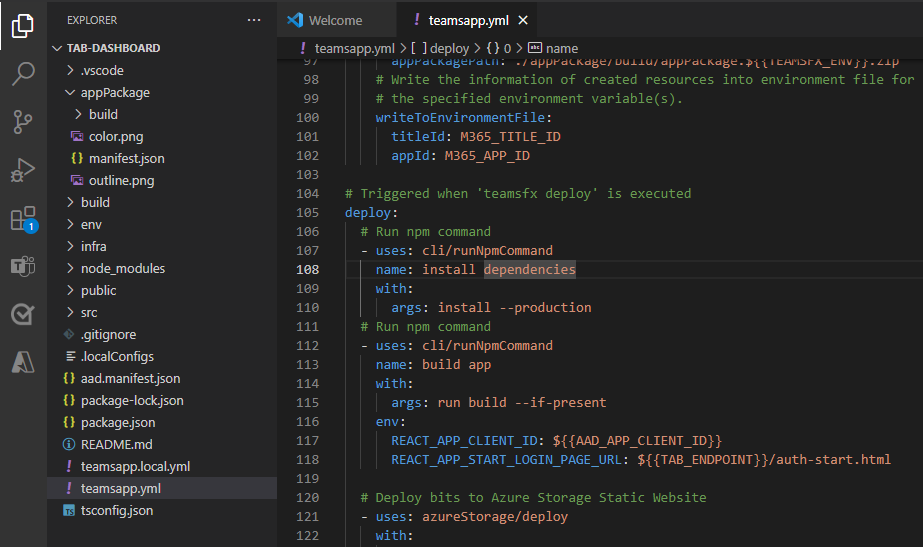 EXPLORER
TAB-DASHBOARD
.vscode
appPackage
build
color.png
manifest.json
outline.png
build
env
infra
node_modules
public
src
.gitignore
.localConfigs
aad.manifest.json
package-lock.json
package.json
README.md
teamsapp.local.yml
teamsapp.yml
tsconfig.json
1
Welcome
teamsapp.yml
teamsapp.yml > [ ] deploy > {} 0 > abc name
97 appPackagePath: ./appPackage/build/appPackage.${{TEAMSFX_ENV}}.zip
98 # Write the information of created resources into environment file for
99 # the specified environment variable(s).
100 writeToEnvironmentFile:
101 titleId: M365_TITLE_ID
102 appId: M365_APP_ID
103
104 # Triggered when 'teamsfx deploy' is executed
105 deploy:
106 # Run npm command
107 - uses: cli/runNpmCommand
108 name: install dependencies
109 with:
110 args: install --production
111 # Run npm command
112 - uses: cli/runNpmCommand
113 name: build app
114 with:
115 args: run build --if-present
116 env:
117 REACT_APP_CLIENT_ID: ${{AAD_APP_CLIENT_ID}}
118 REACT_APP_START_LOGIN_PAGE_URL: ${{TAB_ENDPOINT}}/auth-start.html
119
120 # Deploy bits to Azure Storage Static Website
121 - uses: azureStorage/deploy
122 with: